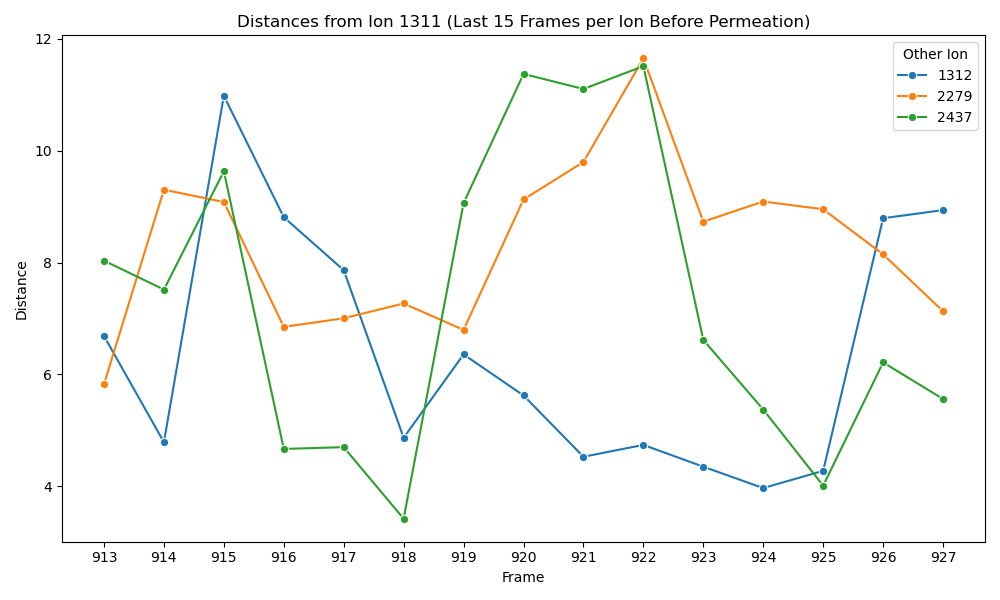 Distances from Ion 1311 (Last 15 Frames per Ion Before Permeation)
Other Ion
1312
2279
2437
Distance
12
10
8
6
4
913 914 915 916 917 918 919 920 921 922 923 924 925 926 927
Frame